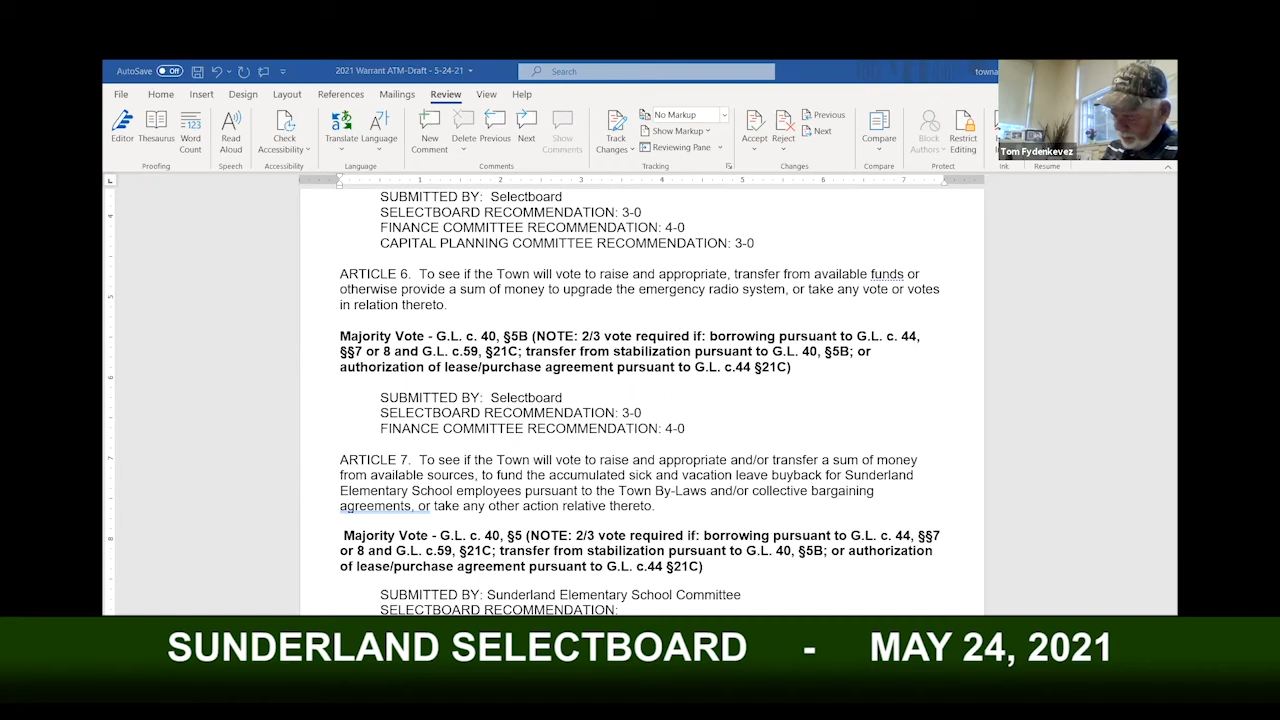 AutoSave Off
2021 Warrant ATM-Draft - 5-24-21
Search
towna
File Home Insert Draw Design Layout References Mailings Review View Help
Editor Thesaurus Word Count
Read Aloud
Check Accessibility
Translate Language
New Comment Delete Previous Next Show Comments
Track Changes
No Markup
Show Markup
Reviewing Pane
Accept Reject
Previous
Next
Compare
Block Authors Restrict Editing
Proofing Speech Accessibility Language Comments Tracking Changes Compare Protect Ink Resume
Tom Fydenkevez
SUBMITTED BY: Selectboard
SELECTBOARD RECOMMENDATION: 3-0
FINANCE COMMITTEE RECOMMENDATION: 4-0
CAPITAL PLANNING COMMITTEE RECOMMENDATION: 3-0
ARTICLE 6. To see if the Town will vote to raise and appropriate, transfer from available funds or
otherwise provide a sum of money to upgrade the emergency radio system, or take any vote or votes
in relation thereto.
Majority Vote - G.L. c. 40, §5B (NOTE: 2/3 vote required if: borrowing pursuant to G.L. c. 44,
§§7 or 8 and G.L. c.59, §21C; transfer from stabilization pursuant to G.L. 40, §5B; or
authorization of lease/purchase agreement pursuant to G.L. c.44 §21C)
SUBMITTED BY: Selectboard
SELECTBOARD RECOMMENDATION: 3-0
FINANCE COMMITTEE RECOMMENDATION: 4-0
ARTICLE 7. To see if the Town will vote to raise and appropriate and/or transfer a sum of money
from available sources, to fund the accumulated sick and vacation leave buyback for Sunderland
Elementary School employees pursuant to the Town By-Laws and/or collective bargaining
agreements, or take any other action relative thereto.
Majority Vote - G.L. c. 40, §5 (NOTE: 2/3 vote required if: borrowing pursuant to G.L. c. 44, §§7
or 8 and G.L. c.59, §21C; transfer from stabilization pursuant to G.L. 40, §5B; or authorization
of lease/purchase agreement pursuant to G.L. c.44 §21C)
SUBMITTED BY: Sunderland Elementary School Committee
SELECTBOARD RECOMMENDATION:
SUNDERLAND SELECTBOARD - MAY 24, 2021